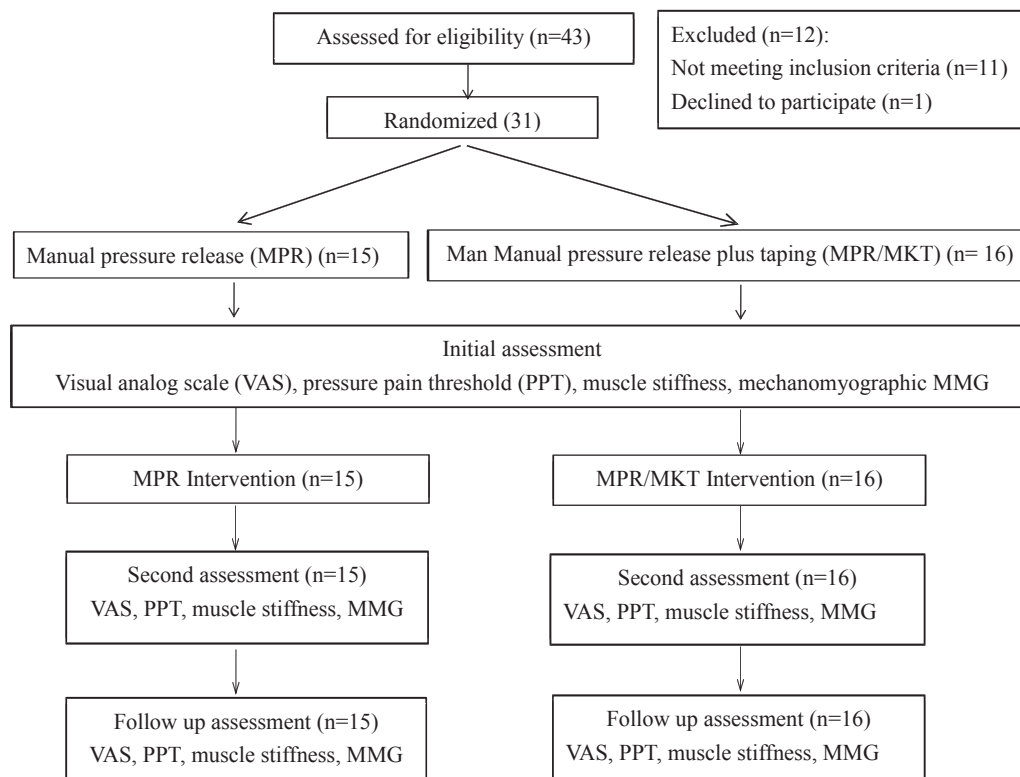 Assessed for eligibility (n=43)
Excluded (n=12):
Not meeting inclusion criteria (n=11)
Declined to participate (n=1)
Randomized (31)
Manual pressure release (MPR) (n=15)
Man Manual pressure release plus taping (MPR/MKT) (n= 16)
Initial assessment
Visual analog scale (VAS), pressure pain threshold (PPT), muscle stiffness, mechanomyographic MMG
MPR Intervention (n=15)
MPR/MKT Intervention (n=16)
Second assessment (n=15)
VAS, PPT, muscle stiffness, MMG
Second assessment (n=16)
VAS, PPT, muscle stiffness, MMG
Follow up assessment (n=15)
VAS, PPT, muscle stiffness, MMG
Follow up assessment (n=16)
VAS, PPT, muscle stiffness, MMG